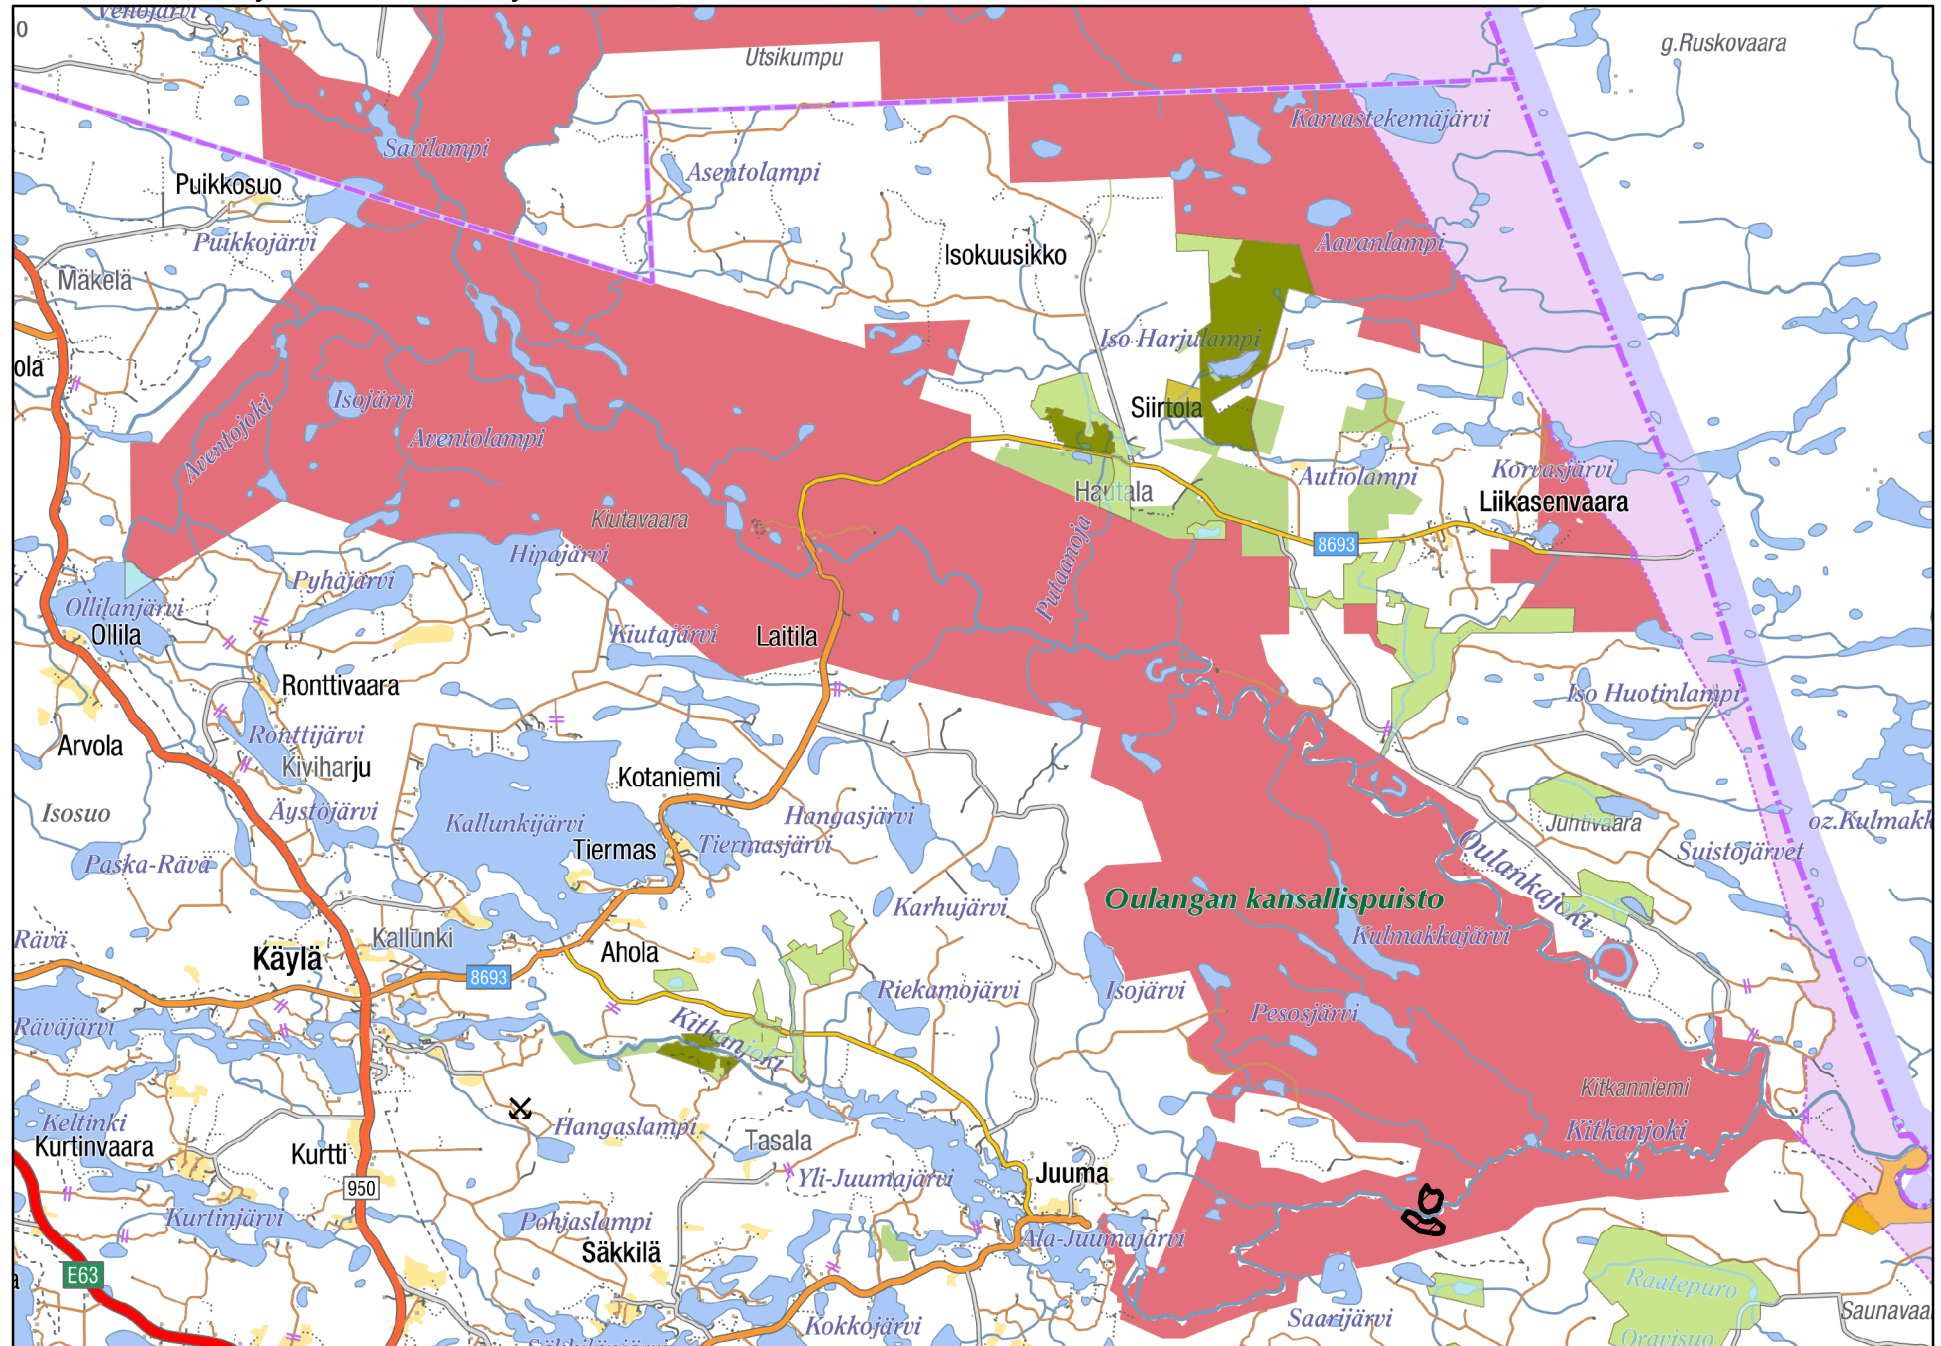 Utsikumpu
g.Ruskovaara
0
Karvastekemäjärvi
Savilampi
Asentolampi
Puikkosuo
Puikkojärvi
Aavanlampi
Isokuusikko
Mäkelä
Iso Harjulampi
ola
Isojärvi
Siirtola
Aventojoki
Aventolampi
Korvasjärvi
Autiolampi
Hautala
Liikasenvaara
Kiutavaara
8693
Hipajärvi
Putaanoja
Pyhäjärvi
Ollilanjärvi
Ollila
Kiutajärvi
Laitila
Ronttivaara
Iso Huotinlampi
Ronttijärvi
Arvola
Kiviharju
Kotaniemi
Isosuo
Äystöjärvi
Kallunkijärvi
Hangasjärvi
oz.Kulmakk
Juhtivaara
Tiermas
Tiermasjärvi
Suistojärvet
Paska-Rävä
Oulankajoki
Oulangan kansallispuisto
Karhujärvi
Kulmakkajärvi
Rävä
Kallunki
Käylä
Ahola
8693
Riekamojärvi
Isojärvi
Pesosjärvi
Räväjärvi
Kitkanjoki
Kitkanniemi
Keltinki
Hangaslampi
Kitkanjoki
Kurtinvaara
Kurtti
Tasala
Juuma
Yli-Juumajärvi
950
Kurtinjärvi
Pohjaslampi
Säkkilä
Ala-Juumajärvi
E63
Raatepuro
Saarijärvi
Kokkojärvi
Saunavaa
Oravisuo